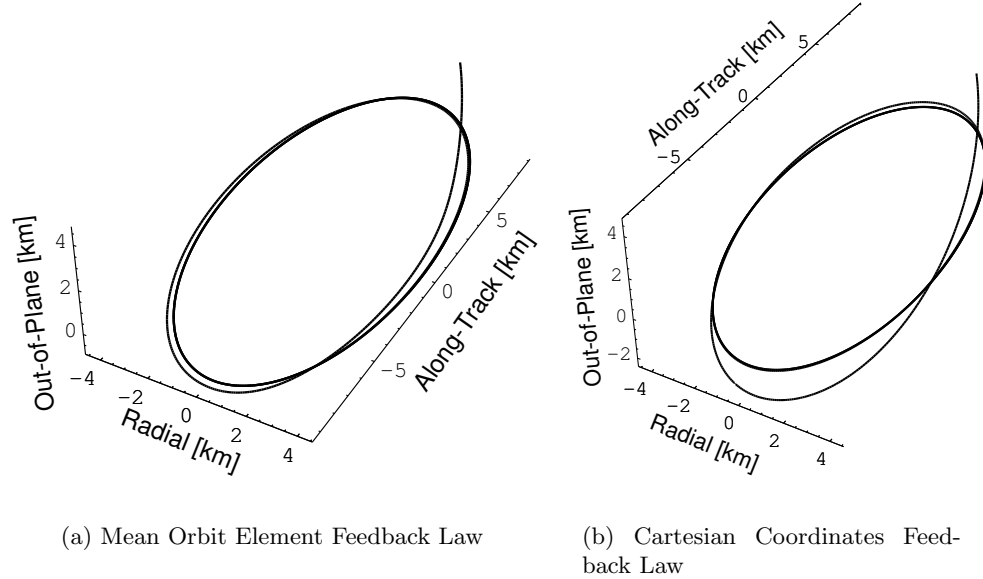 Out-of-Plane [km]
4
2
0
−4
−2
0
2
4
Radial [km]
−5
0
5
Along-Track [km]
(a) Mean Orbit Element Feedback Law
Along-Track [km]
5
0
−5
Out-of-Plane [km]
4
2
0
−2
−4
−2
0
2
4
Radial [km]
(b) Cartesian Coordinates Feed-
back Law